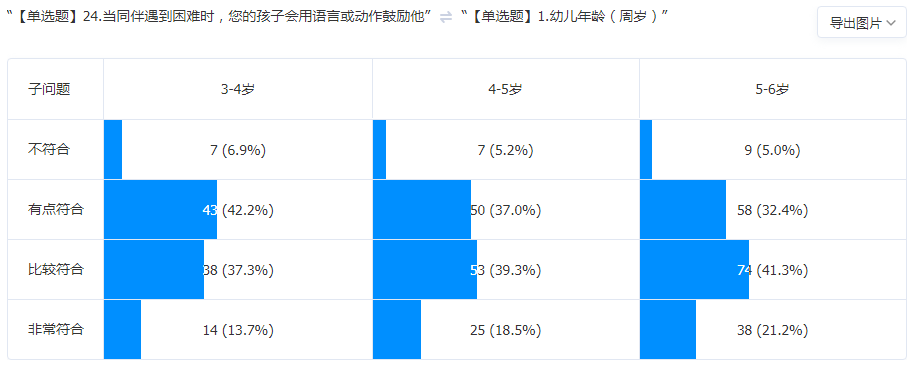 “【单选题】24.当同伴遇到困难时，您的孩子会用语言或动作鼓励他” ⇌ “【单选题】1.幼儿年龄（周岁）”
导出图片
子问题 3-4岁 4-5岁 5-6岁
不符合 7 (6.9%) 7 (5.2%) 9 (5.0%)
有点符合 43 (42.2%) 50 (37.0%) 58 (32.4%)
比较符合 38 (37.3%) 53 (39.3%) 74 (41.3%)
非常符合 14 (13.7%) 25 (18.5%) 38 (21.2%)